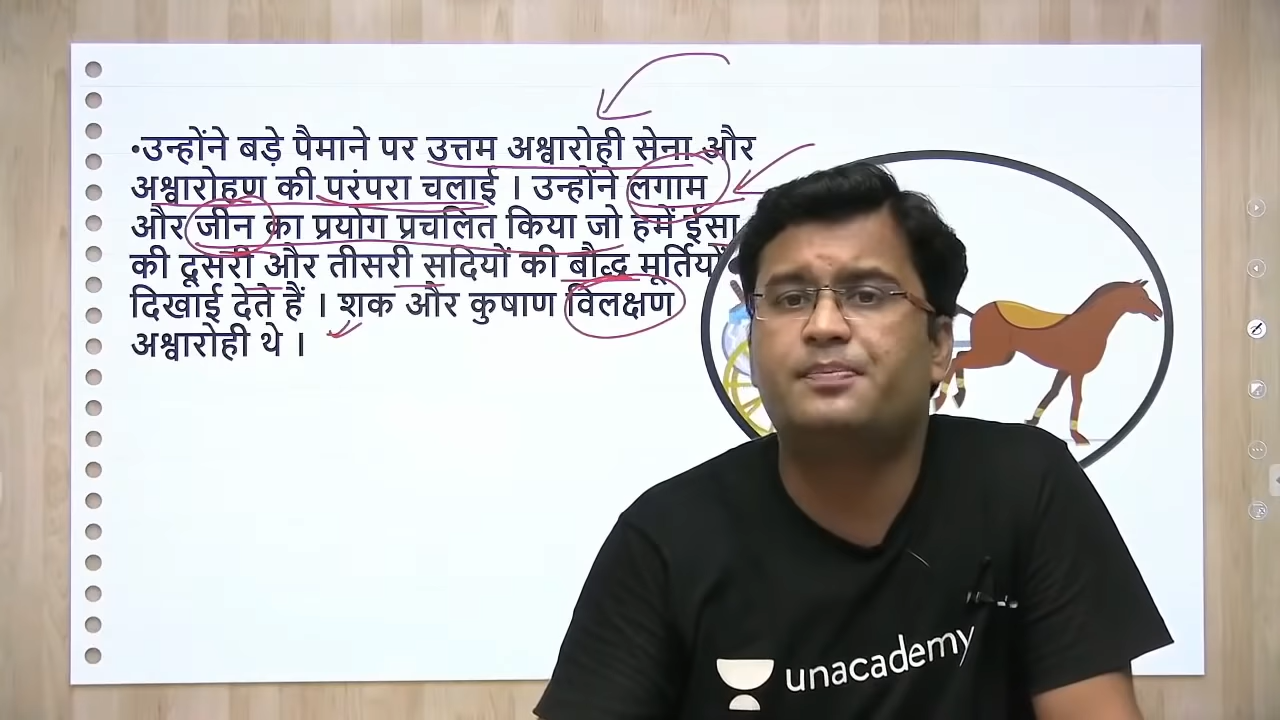 •उन्होंने बड़े पैमाने पर उत्तम अश्वारोही सेना और
अश्वारोहण की परंपरा चलाई । उन्होंने लगाम
और जीन का प्रयोग प्रचलित किया जो हमें ईसा
की दूसरी और तीसरी सदियों की बौद्ध मूर्तियों
दिखाई देते हैं । शक और कुषाण विलक्षण
अश्वारोही थे ।
unacademy